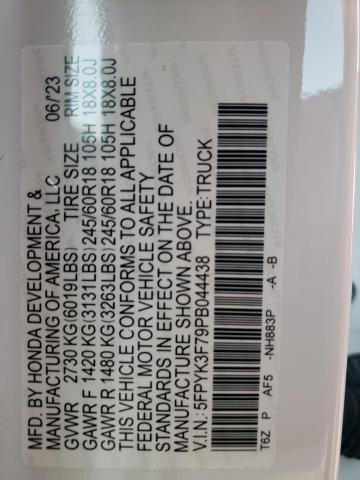 MFD. BY HONDA DEVELOPMENT &
MANUFACTURING OF AMERICA, LLC 06/23
GVWR 2730 KG(6019LBS) TIRE SIZE RIM SIZE
GAWR F 1420 KG(3131LBS) 245/60R18 105H 18X8.0J
GAWR R 1480 KG(3263LBS) 245/60R18 105H 18X8.0J
THIS VEHICLE CONFORMS TO ALL APPLICABLE
FEDERAL MOTOR VEHICLE SAFETY
STANDARDS IN EFFECT ON THE DATE OF
MANUFACTURE SHOWN ABOVE.
V.I.N.: 5FPYK3F79PB044438 TYPE: TRUCK
T6Z P AF5 -NH883P -A -B